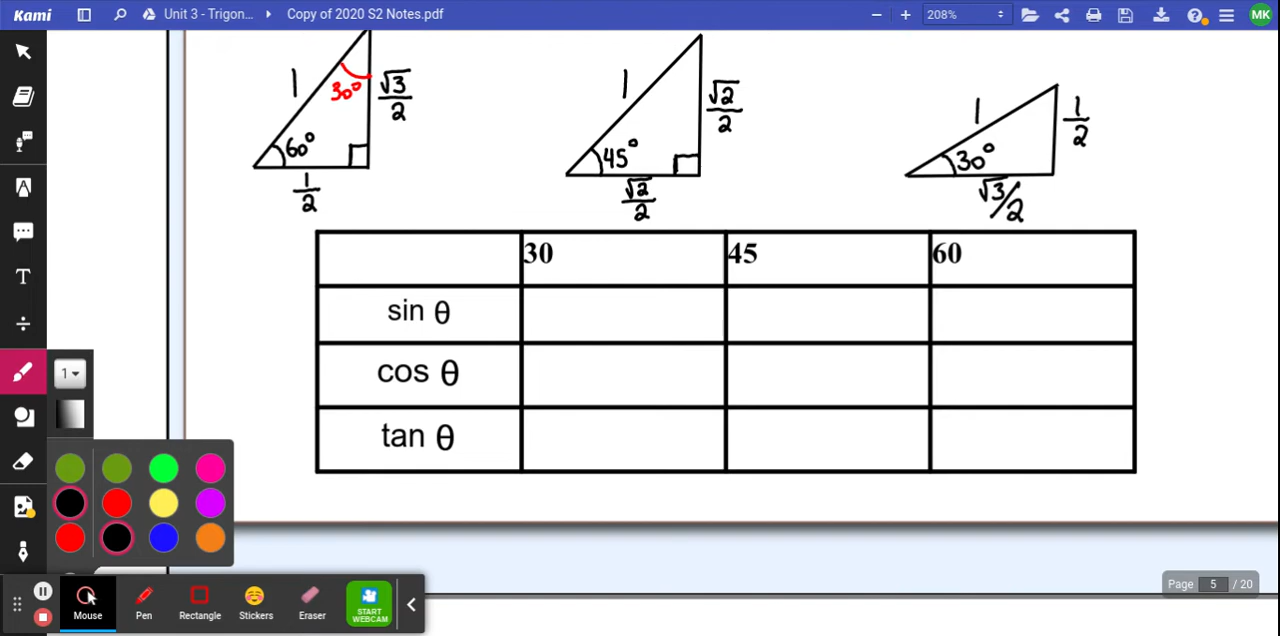 Kami Unit 3 - Trigon... Copy of 2020 S2 Notes.pdf 208% MK
1 30° √3/2
60°
1/2
1 √2/2
45°
√2/2
1 1/2
30°
√3/2
30 45 60
sin θ
cos θ
tan θ
T
1
Page 5 / 20
Mouse Pen Rectangle Stickers Eraser START WEBCAM